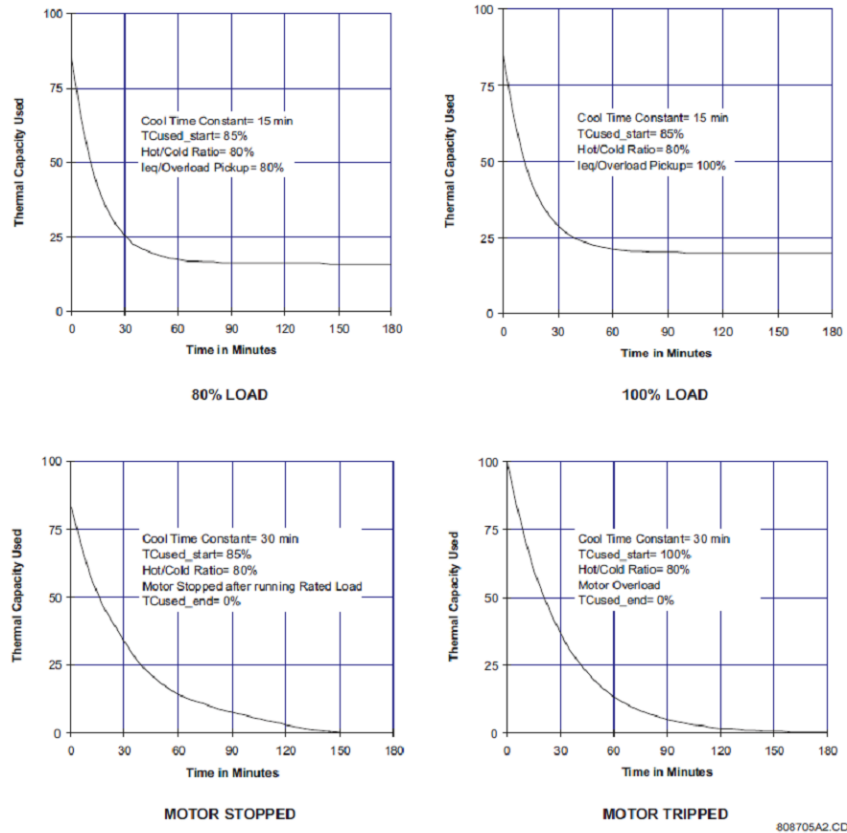 100
75
50
25
0
Thermal Capacity Used
Cool Time Constant= 15 min
TCused_start= 85%
Hot/Cold Ratio= 80%
Ieq/Overload Pickup= 80%
0 30 60 90 120 150 180
Time in Minutes
80% LOAD
100
75
50
25
0
Thermal Capacity Used
Cool Time Constant= 15 min
TCused_start= 85%
Hot/Cold Ratio= 80%
Ieq/Overload Pickup= 100%
0 30 60 90 120 150 180
Time in Minutes
100% LOAD
100
75
50
25
0
Thermal Capacity Used
Cool Time Constant= 30 min
TCused_start= 85%
Hot/Cold Ratio= 80%
Motor Stopped after running Rated Load
TCused_end= 0%
0 30 60 90 120 150 180
Time in Minutes
MOTOR STOPPED
100
75
50
25
0
Thermal Capacity Used
Cool Time Constant= 30 min
TCused_start= 100%
Hot/Cold Ratio= 80%
Motor Overload
TCused_end= 0%
0 30 60 90 120 150 180
Time in Minutes
MOTOR TRIPPED
808705A2.CD